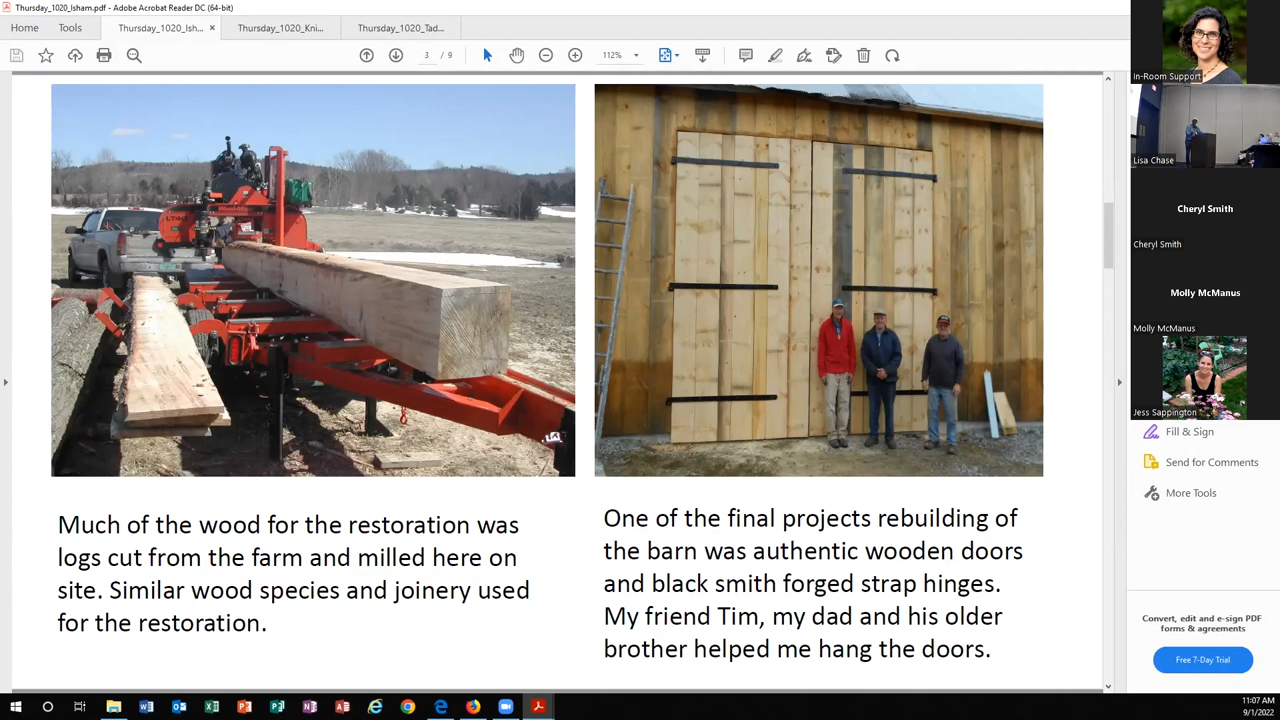 Thursday_1020_Isham.pdf - Adobe Acrobat Reader DC (64-bit)
Home Tools Thursday_1020_Ish... × Thursday_1020_Kni... Thursday_1020_Tad...
3 / 9 112%
In-Room Support
Lisa Chase
Cheryl Smith
Cheryl Smith
Molly McManus
Molly McManus
Jess Sappington
LT40
Much of the wood for the restoration was
logs cut from the farm and milled here on
site. Similar wood species and joinery used
for the restoration.
One of the final projects rebuilding of
the barn was authentic wooden doors
and black smith forged strap hinges.
My friend Tim, my dad and his older
brother helped me hang the doors.
Fill & Sign
Send for Comments
More Tools
Convert, edit and e-sign PDF
forms & agreements
Free 7-Day Trial
11:07 AM
9/1/2022